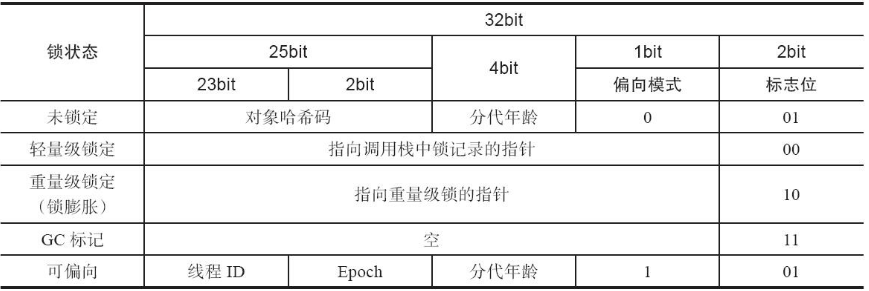 锁状态 32bit
25bit 4bit 1bit 2bit
23bit 2bit 偏向模式 标志位
未锁定 对象哈希码 分代年龄 0 01
轻量级锁定 指向调用栈中锁记录的指针 00
重量级锁定
（锁膨胀） 指向重量级锁的指针 10
GC 标记 空 11
可偏向 线程 ID Epoch 分代年龄 1 01